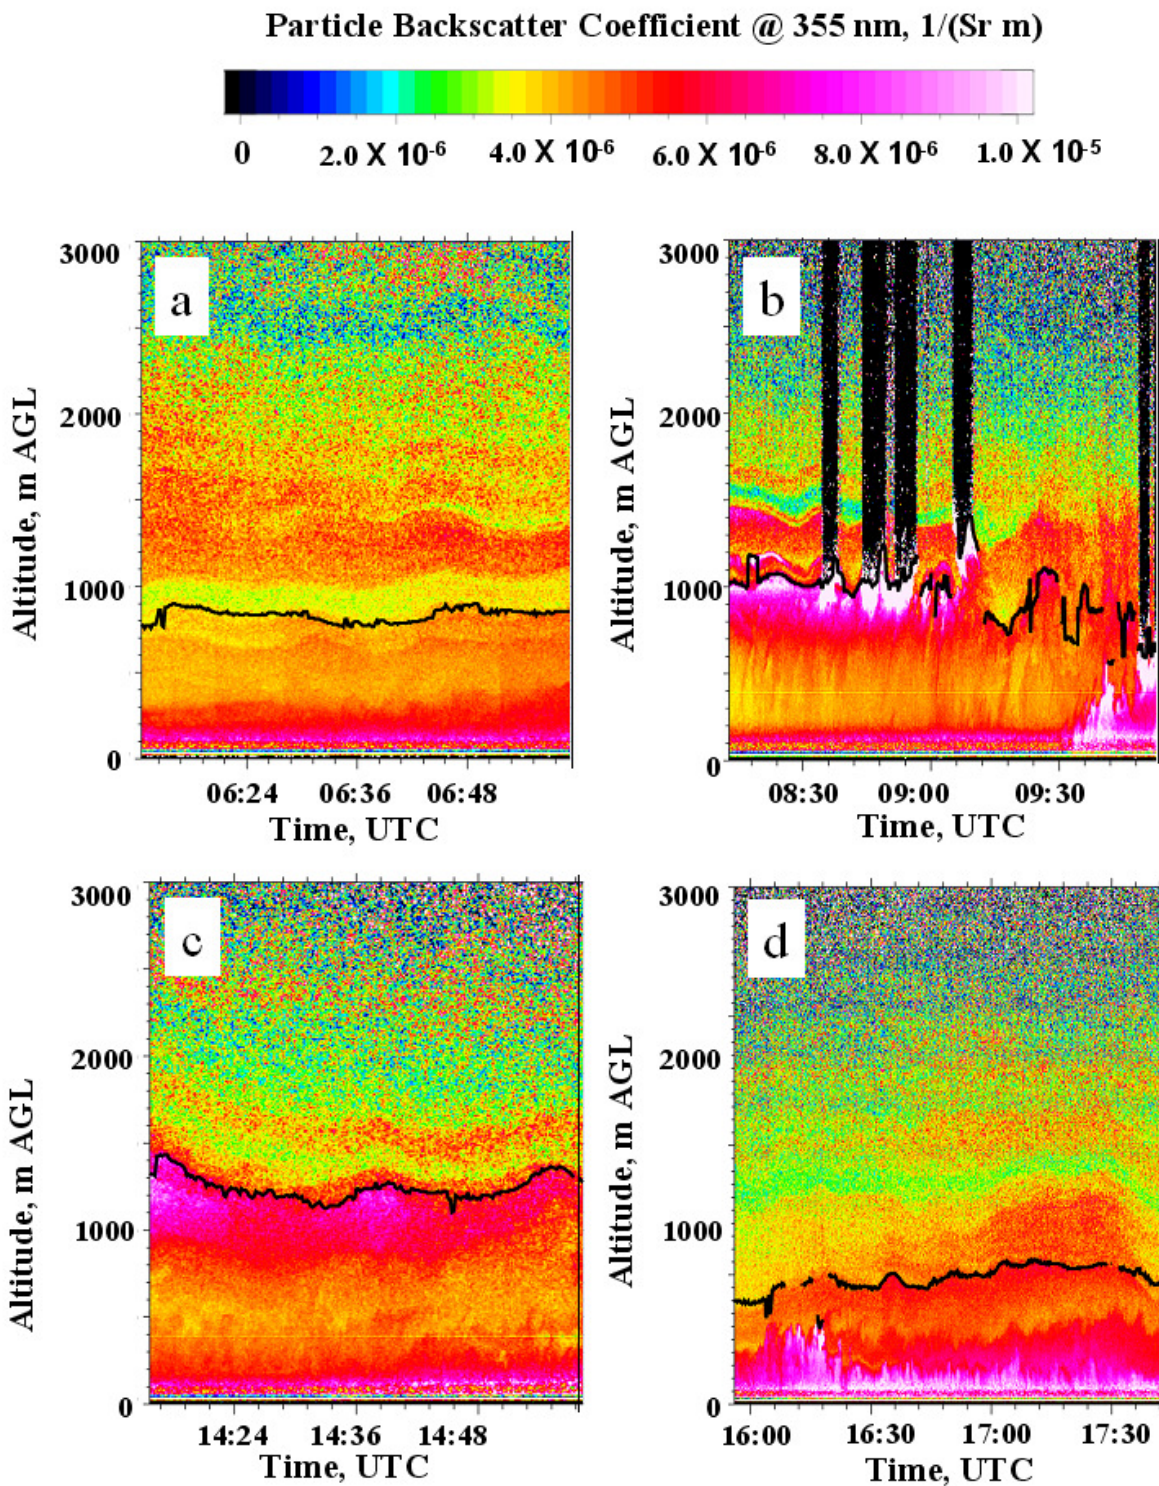 Particle Backscatter Coefficient @ 355 nm, 1/(Sr m)
0 2.0 X 10-6 4.0 X 10-6 6.0 X 10-6 8.0 X 10-6 1.0 X 10-5
a
3000
2000
1000
0
Altitude, m AGL
06:24 06:36 06:48
Time, UTC
b
3000
2000
1000
0
Altitude, m AGL
08:30 09:00 09:30
Time, UTC
c
3000
2000
1000
0
Altitude, m AGL
14:24 14:36 14:48
Time, UTC
d
3000
2000
1000
0
Altitude, m AGL
16:00 16:30 17:00 17:30
Time, UTC